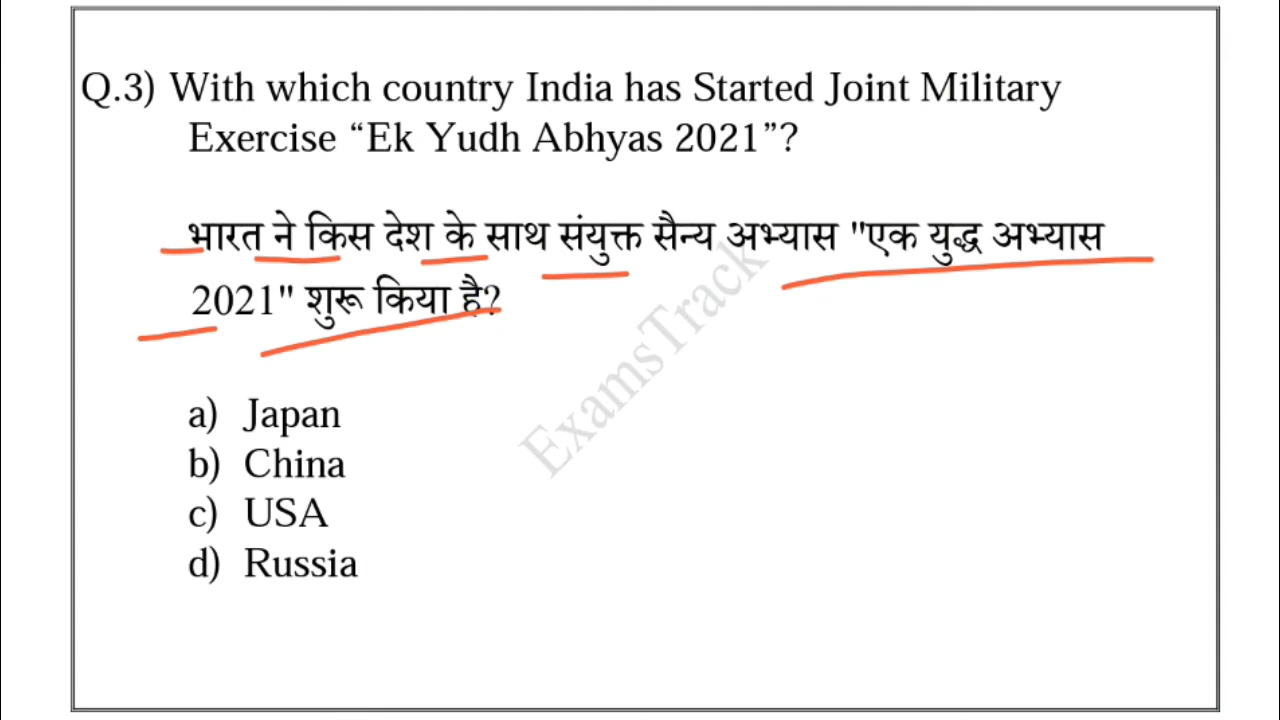 Q.3) With which country India has Started Joint Military
Exercise “Ek Yudh Abhyas 2021”?
भारत ने किस देश के साथ संयुक्त सैन्य अभ्यास "एक युद्ध अभ्यास
2021" शुरू किया है?
ExamsTrack
a) Japan
b) China
c) USA
d) Russia